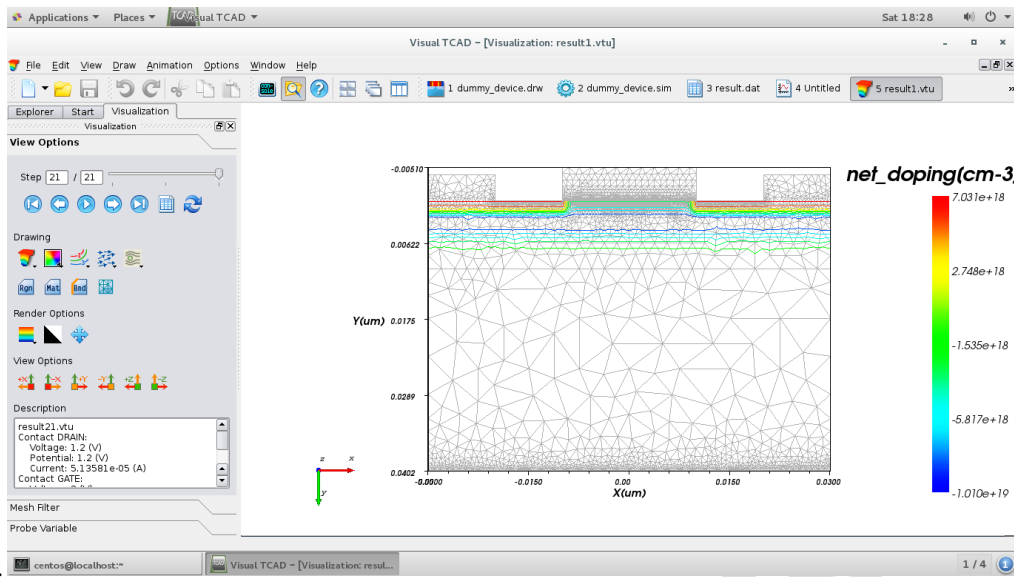 Applications Places Visual TCAD Sat 18:28
Visual TCAD - [Visualization: result1.vtu]
File Edit View Draw Animation Options Window Help
1 dummy_device.drw 2 dummy_device.sim 3 result.dat 4 Untitled 5 result1.vtu »
Explorer Start Visualization
Visualization
View Options
Step 21 / 21
Drawing
Rgn Mat Bnd
Render Options
View Options
+X -X +Y -Y +Z -Z
Description
result21.vtu
Contact DRAIN:
Voltage: 1.2 (V)
Potential: 1.2 (V)
Current: 5.13581e-05 (A)
Contact GATE:
Mesh Filter
Probe Variable
net_doping(cm-3)
7.031e+18
2.748e+18
-1.535e+18
-5.817e+18
-1.010e+19
-0.00510
0.00622
Y(um) 0.0175
0.0289
0.0402
-0.0150 0.00 0.0150 0.0300
X(um)
z x
y
centos@localhost:~ Visual TCAD - [Visualization: resul... 1 / 4 1